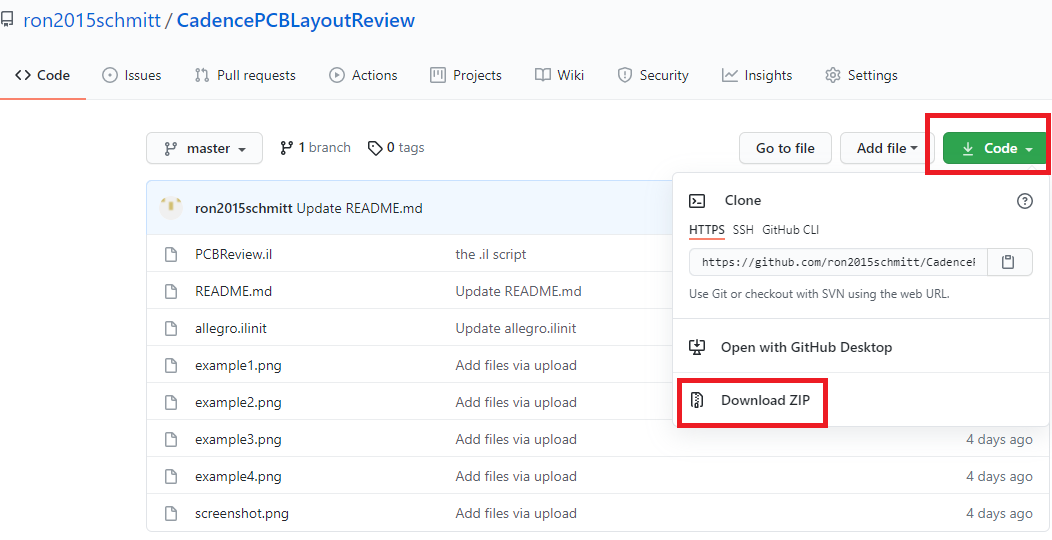 ron2015schmitt / CadencePCBLayoutReview
Code Issues Pull requests Actions Projects Wiki Security Insights Settings
master 1 branch 0 tags Go to file Add file Code
ron2015schmitt Update README.md
PCBReview.il the .il script
README.md Update README.md
allegro.ilinit Update allegro.ilinit
example1.png Add files via upload
example2.png Add files via upload
example3.png Add files via upload 4 days ago
example4.png Add files via upload 4 days ago
screenshot.png Add files via upload 4 days ago
Clone
HTTPS SSH GitHub CLI
https://github.com/ron2015schmitt/Cadence
Use Git or checkout with SVN using the web URL.
Open with GitHub Desktop
Download ZIP